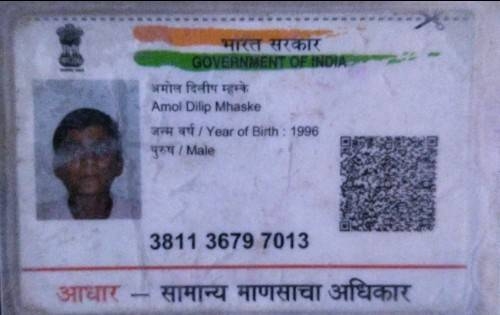 भारत सरकार
GOVERNMENT OF INDIA
अमोल दिलीप म्हस्के
Amol Dilip Mhaske
जन्म वर्ष / Year of Birth : 1996
पुरुष / Male
3811 3679 7013
आधार — सामान्य माणसाचा अधिकार